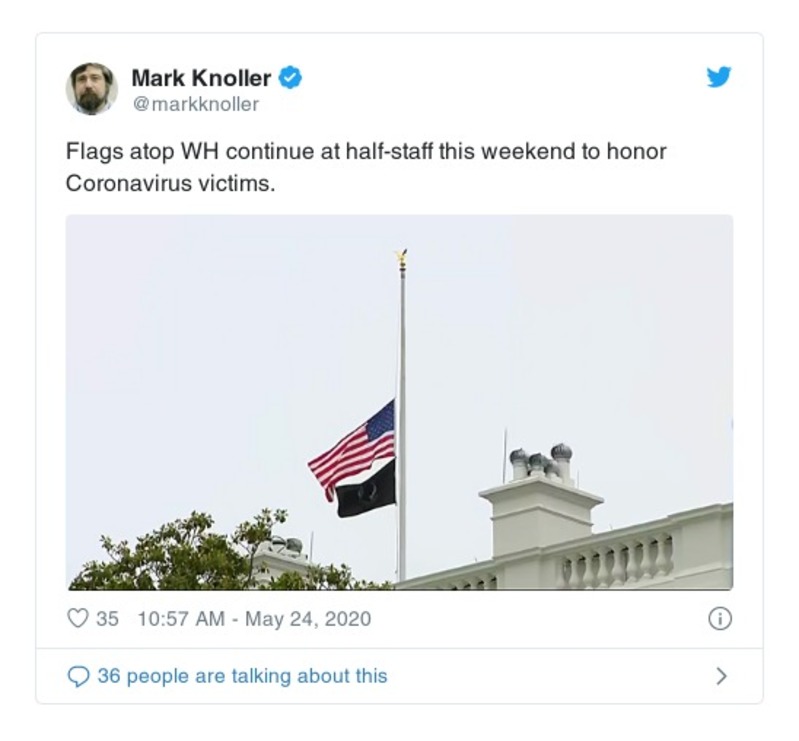 Mark Knoller
@markknoller
Flags atop WH continue at half-staff this weekend to honor
Coronavirus victims.
35 10:57 AM - May 24, 2020
36 people are talking about this